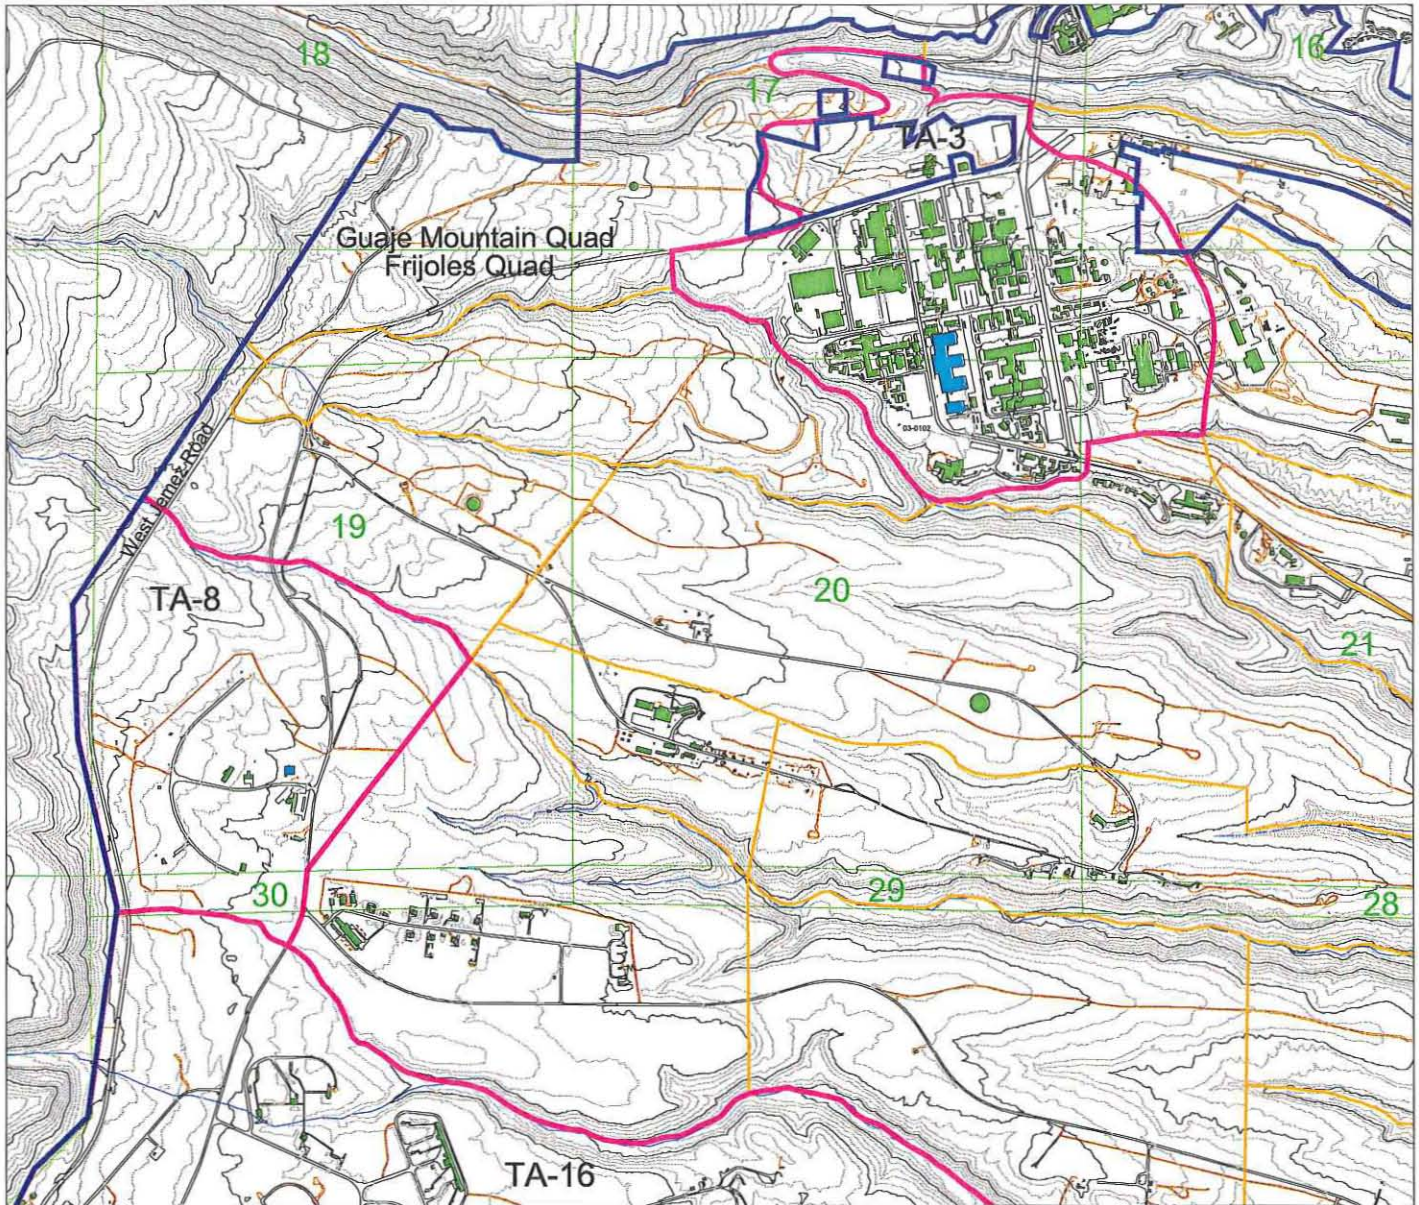 18
16
17
TA-3
Guaje Mountain Quad
Frijoles Quad
03-0102
West Jemez Road
19
TA-8
20
21
30
29
28
TA-16